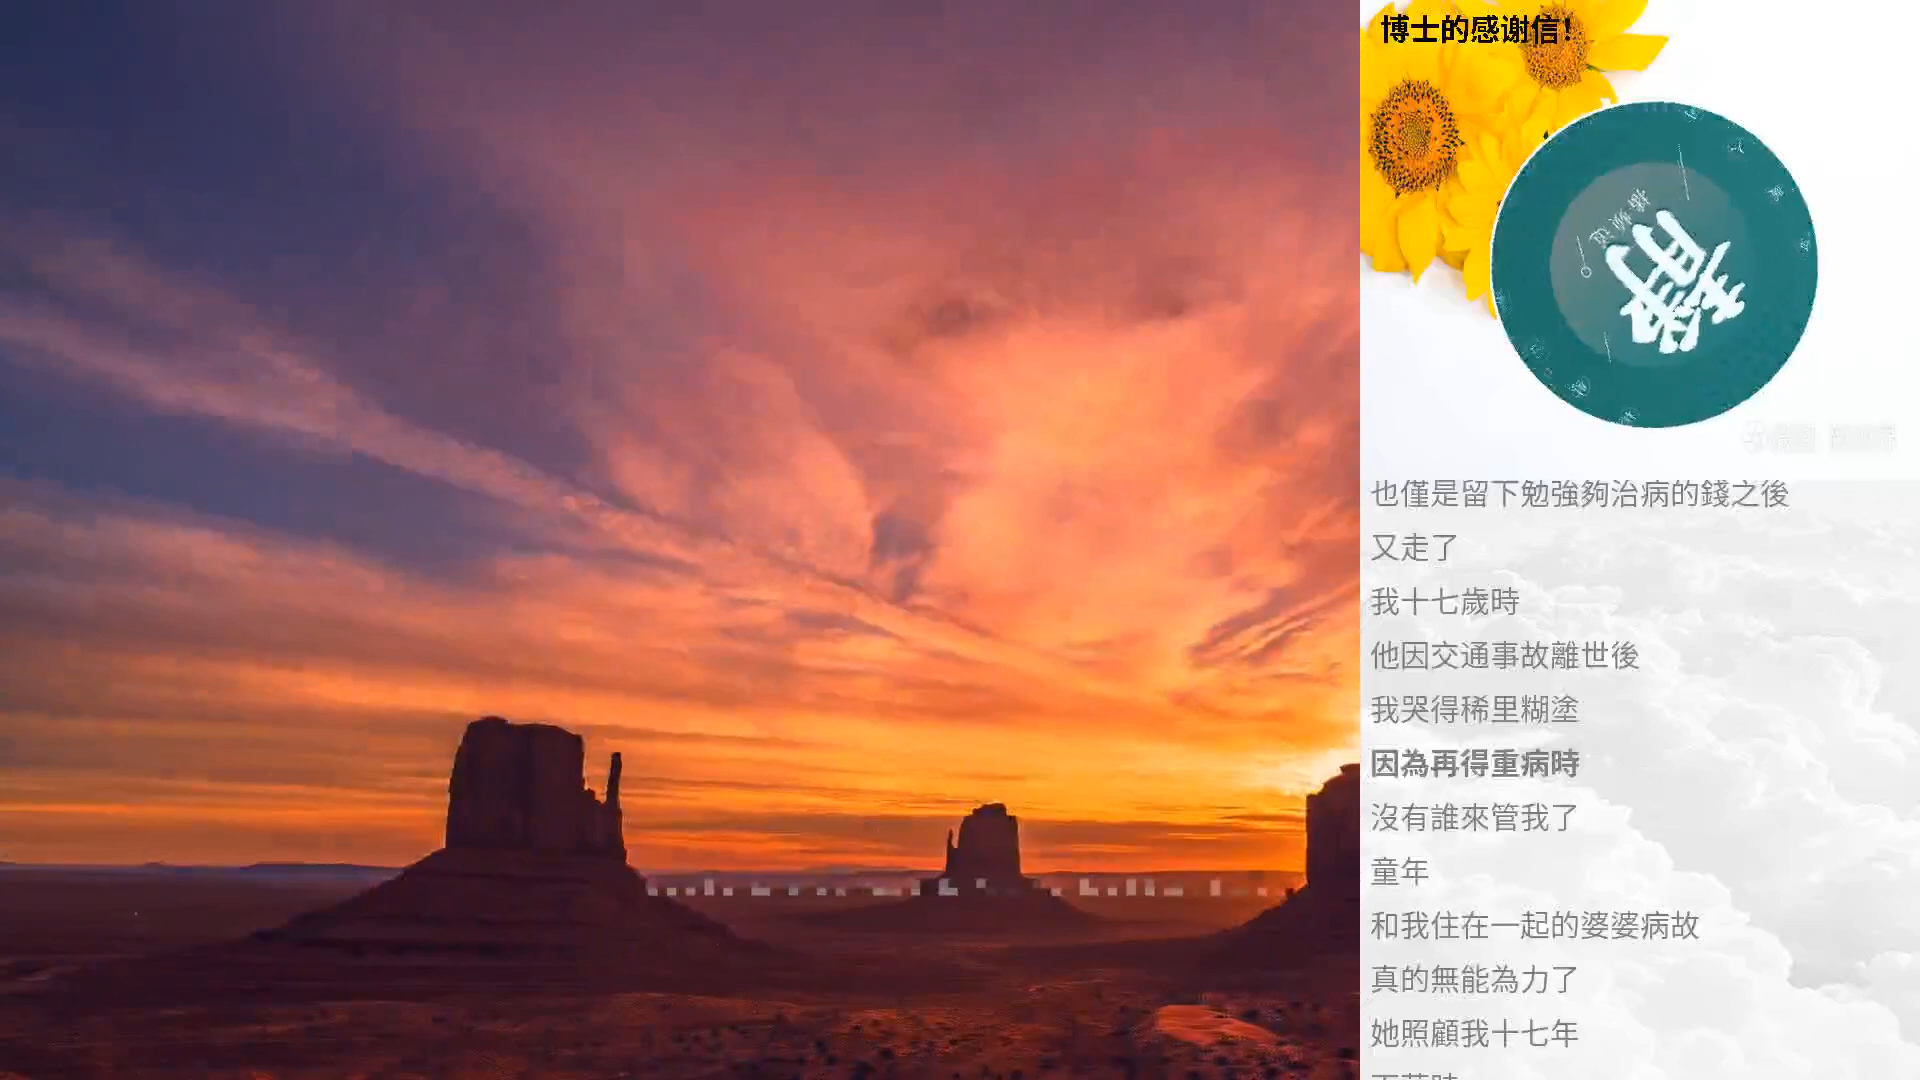 博士的感谢信！
也僅是留下勉強夠治病的錢之後
又走了
我十七歲時
他因交通事故離世後
我哭得稀里糊塗
因為再得重病時
沒有誰來管我了
童年
和我住在一起的婆婆病故
真的無能為力了
她照顧我十七年